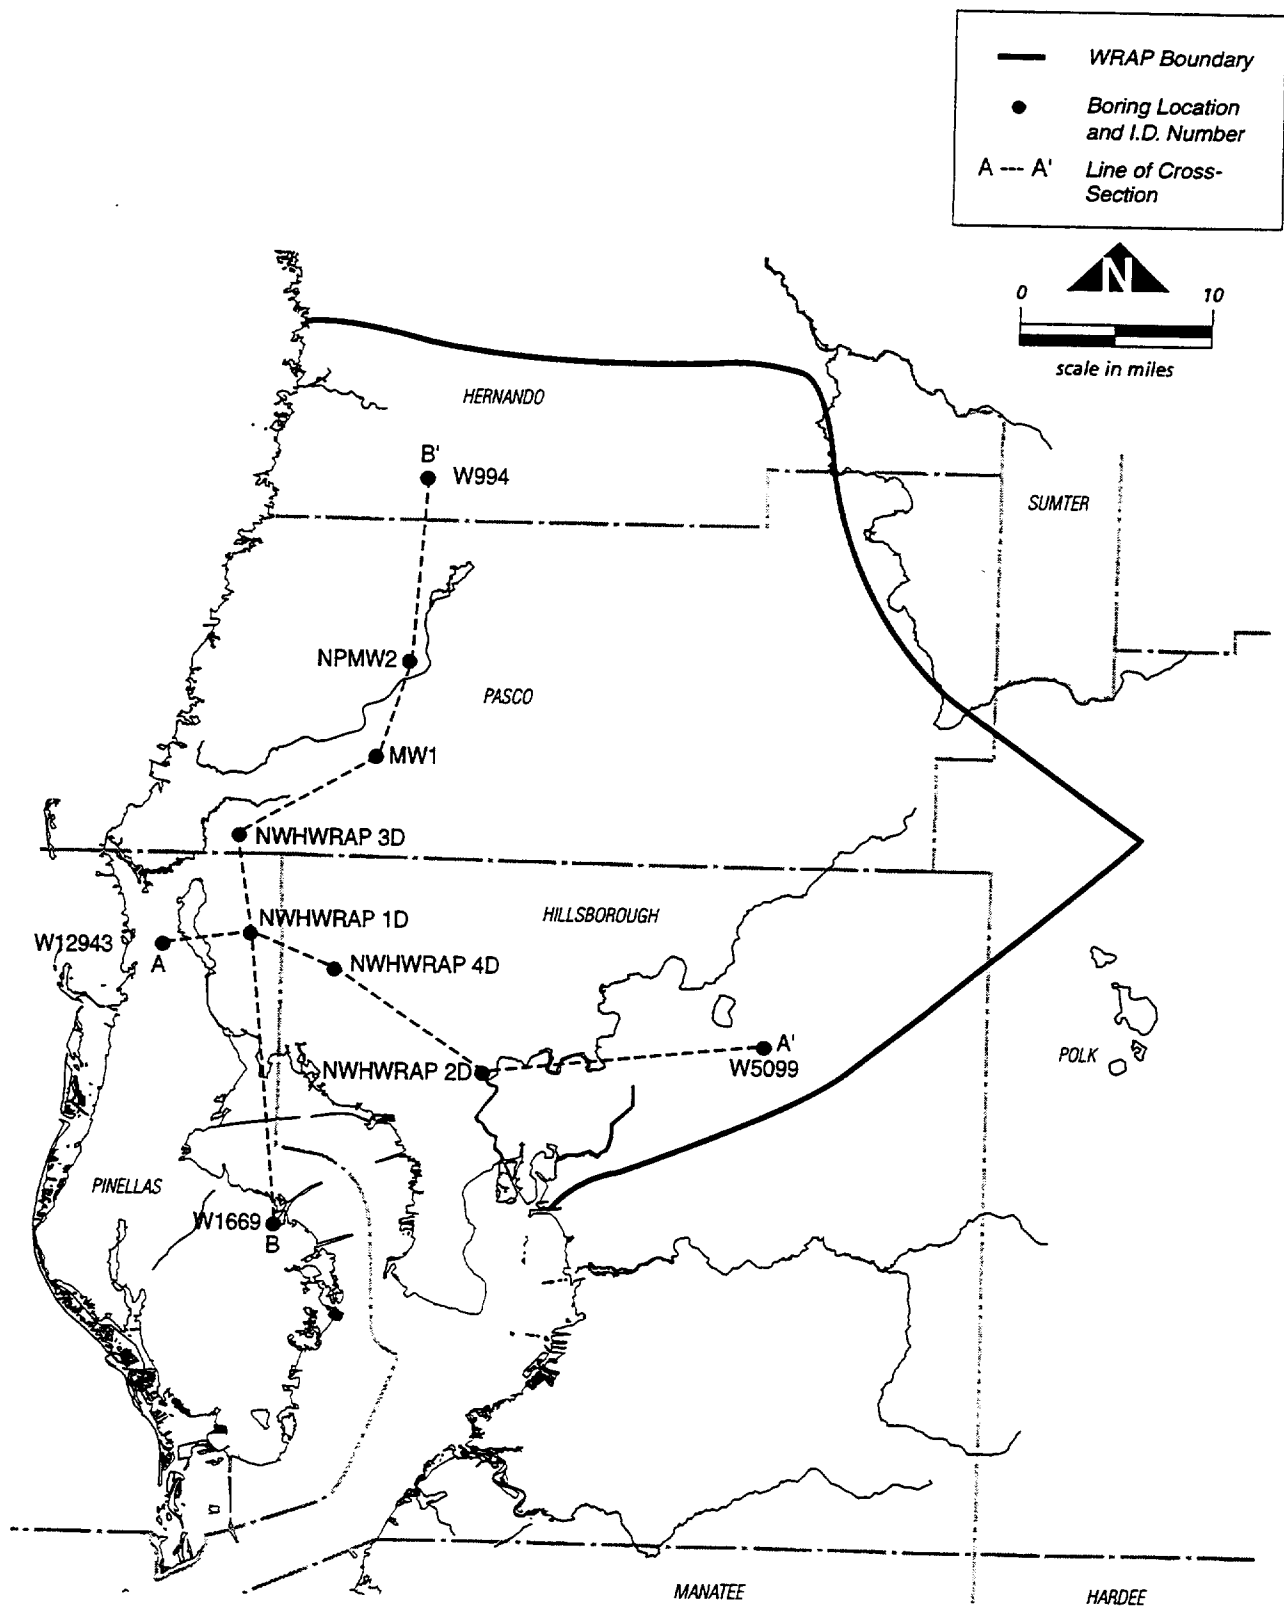 WRAP Boundary
Boring Location
and I.D. Number
A --- A'
Line of Cross-
Section
N
0
10
scale in miles
HERNANDO
B'
W994
SUMTER
NPMW2
PASCO
MW1
NWHWRAP 3D
NWHWRAP 1D
HILLSBOROUGH
W12943
A
NWHWRAP 4D
NWHWRAP 2D
A'
W5099
POLK
PINELLAS
W1669
B
MANATEE
HARDEE